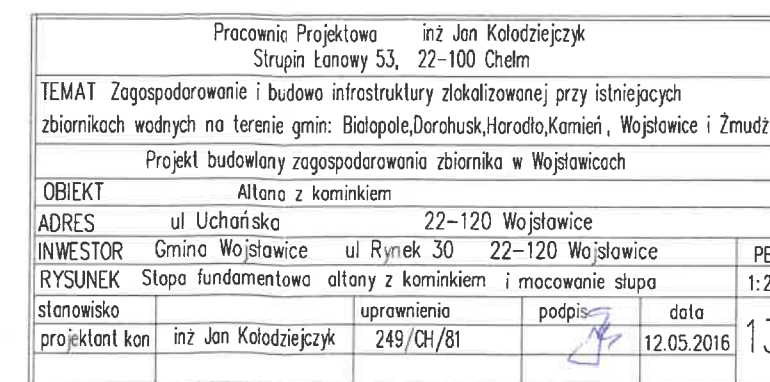 Pracownia Projektowa inż Jan Kołodziejczyk
Strupin Łanowy 53, 22-100 Chełm
TEMAT Zagospodarowanie i budowa infrastruktury zlokalizowanej przy istniejacych
zbiornikach wodnych na terenie gmin: Białopole,Dorohusk,Horodło,Kamień, Wojsławice i Żmudź
Projekt budowlany zagospodarowania zbiornika w Wojsławicach
OBIEKT Altana z kominkiem
ADRES ul Uchańska 22-120 Wojsławice
INWESTOR Gmina Wojsławice ul Rynek 30 22-120 Wojsławice
RYSUNEK Stopa fundamentowa altany z kominkiem i mocowanie słupa
stanowisko uprawnienia podpis data
projektant kon inż Jan Kołodziejczyk 249/CH/81 12.05.2016